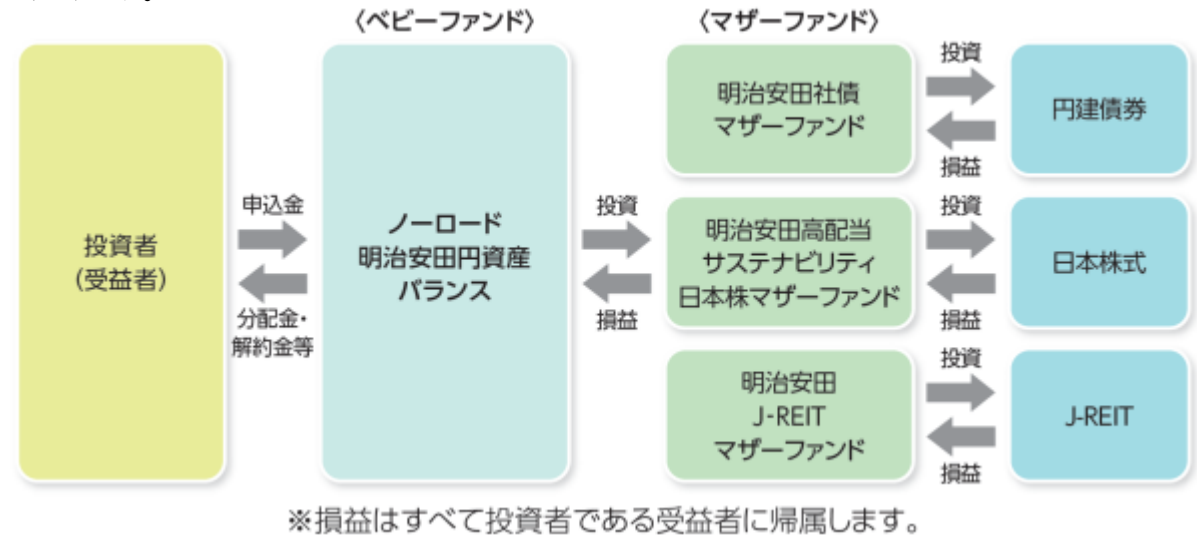 〈ベビーファンド〉
〈マザーファンド〉
投資者
（受益者）
申込金
分配金・
解約金等
ノーロード
明治安田円資産
バランス
投資
損益
明治安田社債
マザーファンド
投資
損益
円建債券
明治安田高配当
サステナビリティ
日本株マザーファンド
投資
損益
日本株式
明治安田
J-REIT
マザーファンド
投資
損益
J-REIT
※損益はすべて投資者である受益者に帰属します。